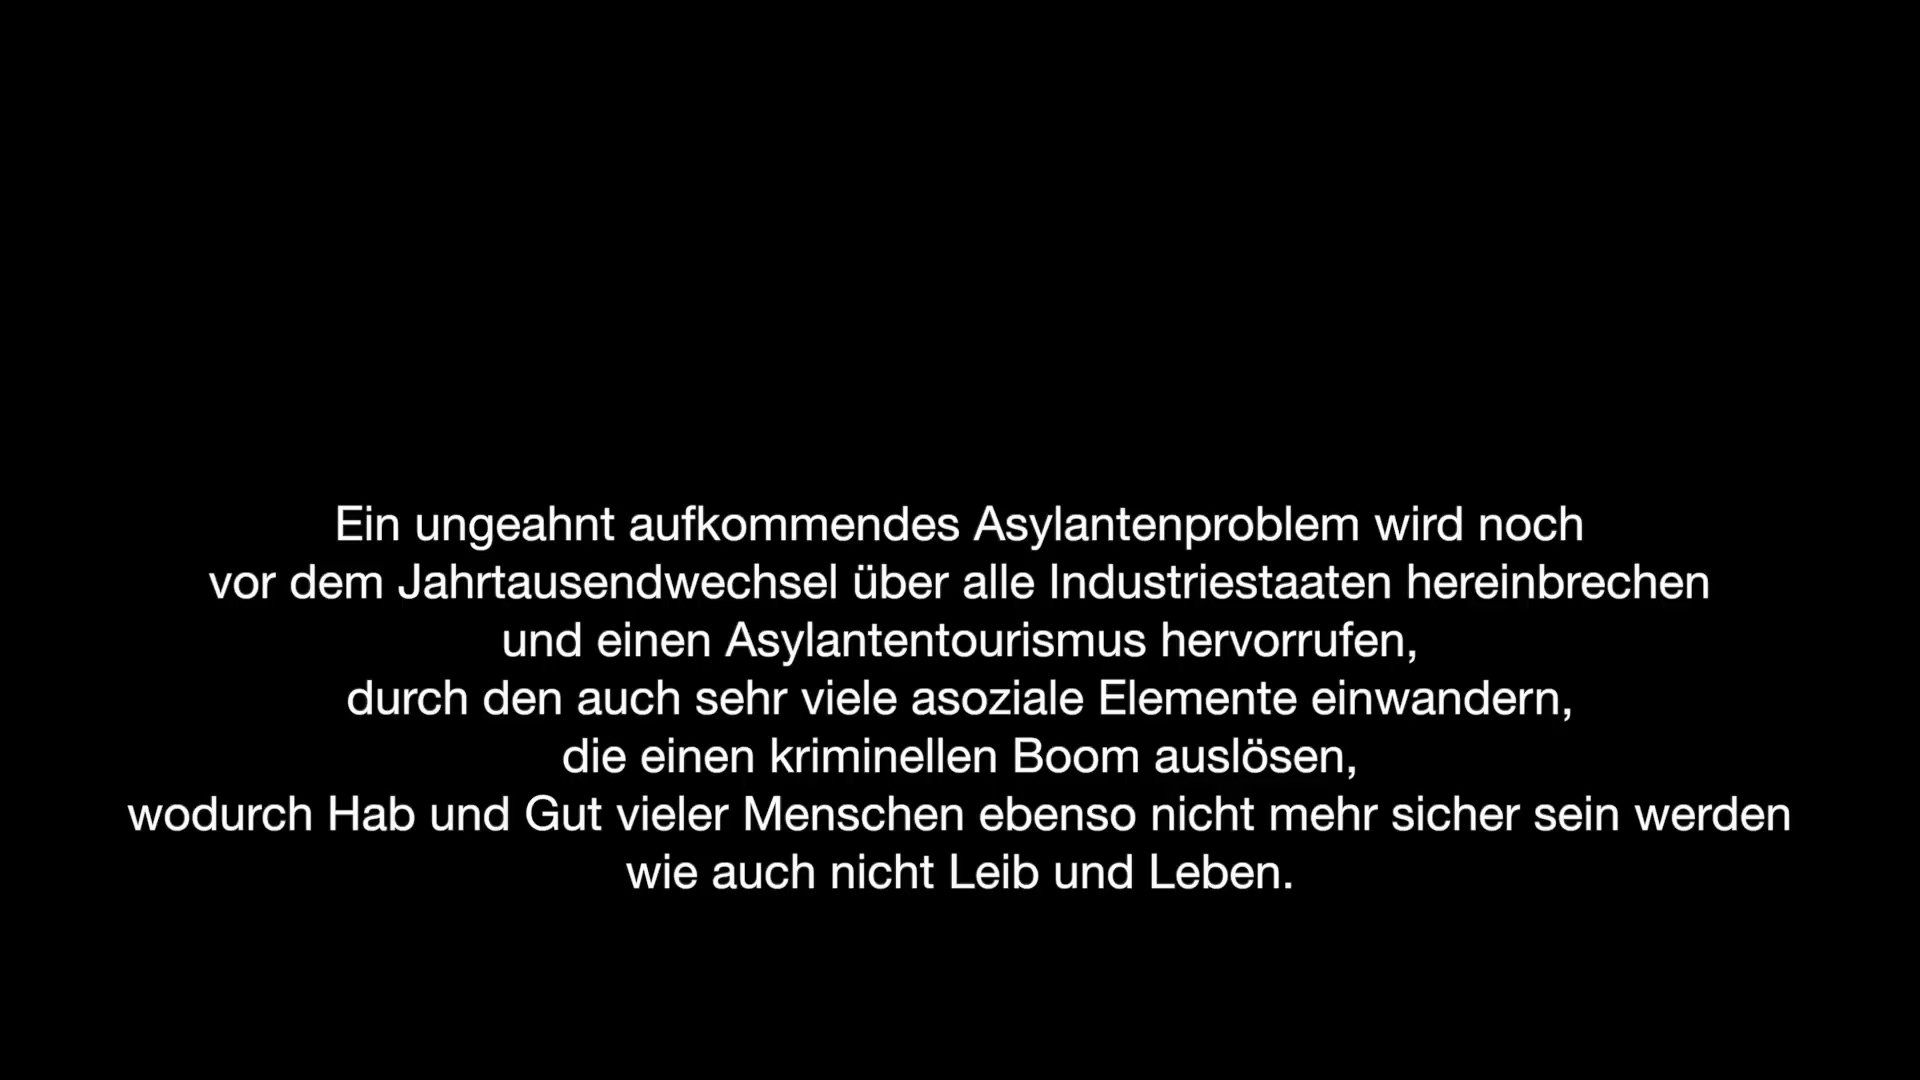 Ein ungeahnt aufkommendes Asylantenproblem wird noch
vor dem Jahrtausendwechsel über alle Industriestaaten hereinbrechen
und einen Asylantentourismus hervorrufen,
durch den auch sehr viele asoziale Elemente einwandern,
die einen kriminellen Boom auslösen,
wodurch Hab und Gut vieler Menschen ebenso nicht mehr sicher sein werden
wie auch nicht Leib und Leben.